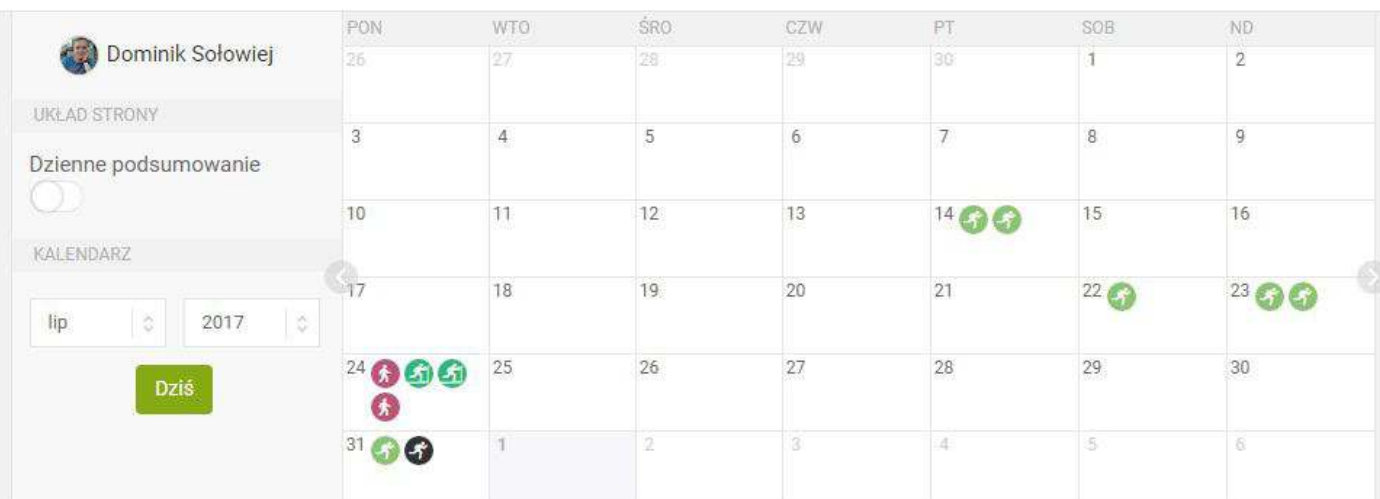 Dominik Sołowiej
UKŁAD STRONY
Dzienne podsumowanie
KALENDARZ
lip 2017
Dziś
PON WTO ŚRO CZW PT SOB ND
26 27 28 29 30 1 2
3 4 5 6 7 8 9
10 11 12 13 14 15 16
17 18 19 20 21 22 23
24 25 26 27 28 29 30
31 1 2 3 4 5 6